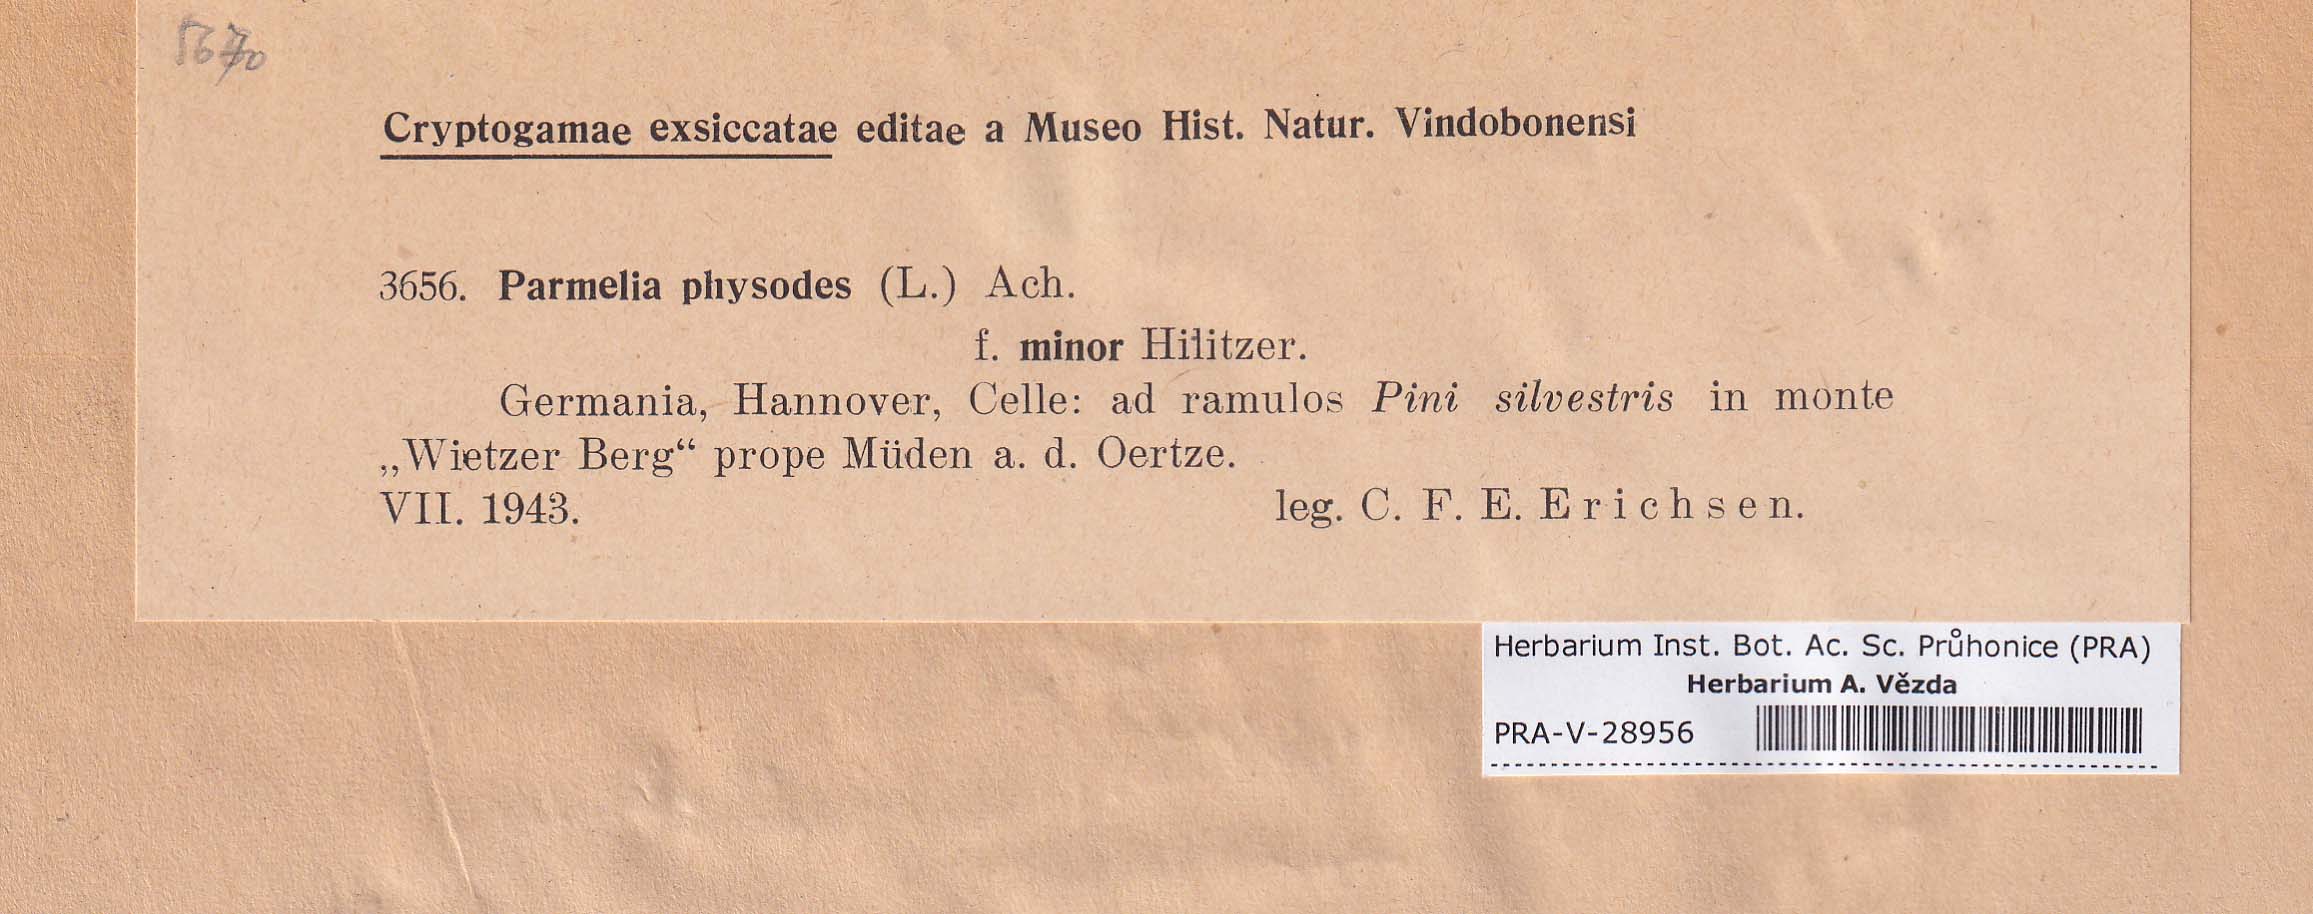 Cryptogamae exsiccatae editae a Museo Hist. Natur. Vindobonensi
3656. Parmelia physodes (L.) Ach.
f. minor Hilitzer.
Germania, Hannover, Celle: ad ramulos Pini silvestris in monte
„Wietzer Berg“ prope Müden a. d. Oertze.
VII. 1943. leg. C. F. E. Erichsen.
Herbarium Inst. Bot. Ac. Sc. Průhonice (PRA)
Herbarium A. Vězda
PRA-V-28956